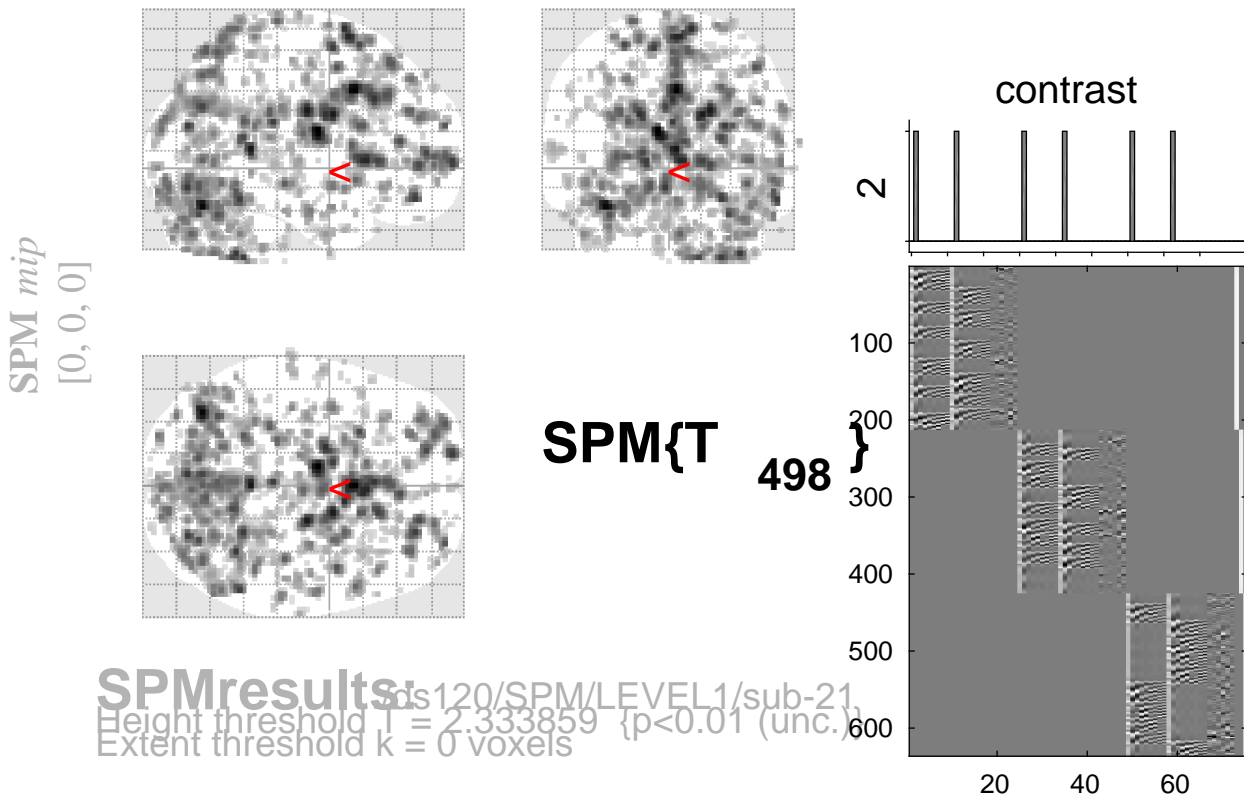 contrast
2
SPM mip
[0, 0, 0]
<
<
<
SPM{T498}
100
200
300
400
500
600
20 40 60
SPMresults: /ds120/SPM/LEVEL1/sub-21
Height threshold T = 2.333859 {p<0.01 (unc.)}
Extent threshold k = 0 voxels